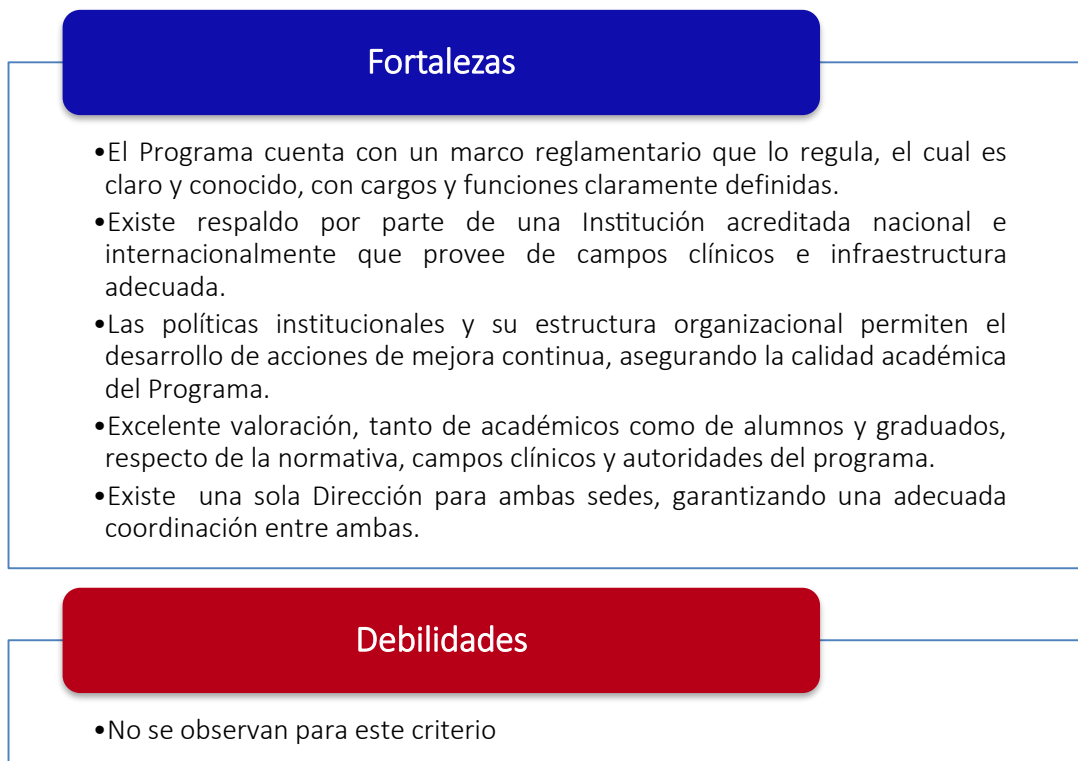 Fortalezas
•El Programa cuenta con un marco reglamentario que lo regula, el cual es
claro y conocido, con cargos y funciones claramente definidas.
•Existe respaldo por parte de una Institución acreditada nacional e
internacionalmente que provee de campos clínicos e infraestructura
adecuada.
•Las políticas institucionales y su estructura organizacional permiten el
desarrollo de acciones de mejora continua, asegurando la calidad académica
del Programa.
•Excelente valoración, tanto de académicos como de alumnos y graduados,
respecto de la normativa, campos clínicos y autoridades del programa.
•Existe una sola Dirección para ambas sedes, garantizando una adecuada
coordinación entre ambas.
Debilidades
•No se observan para este criterio